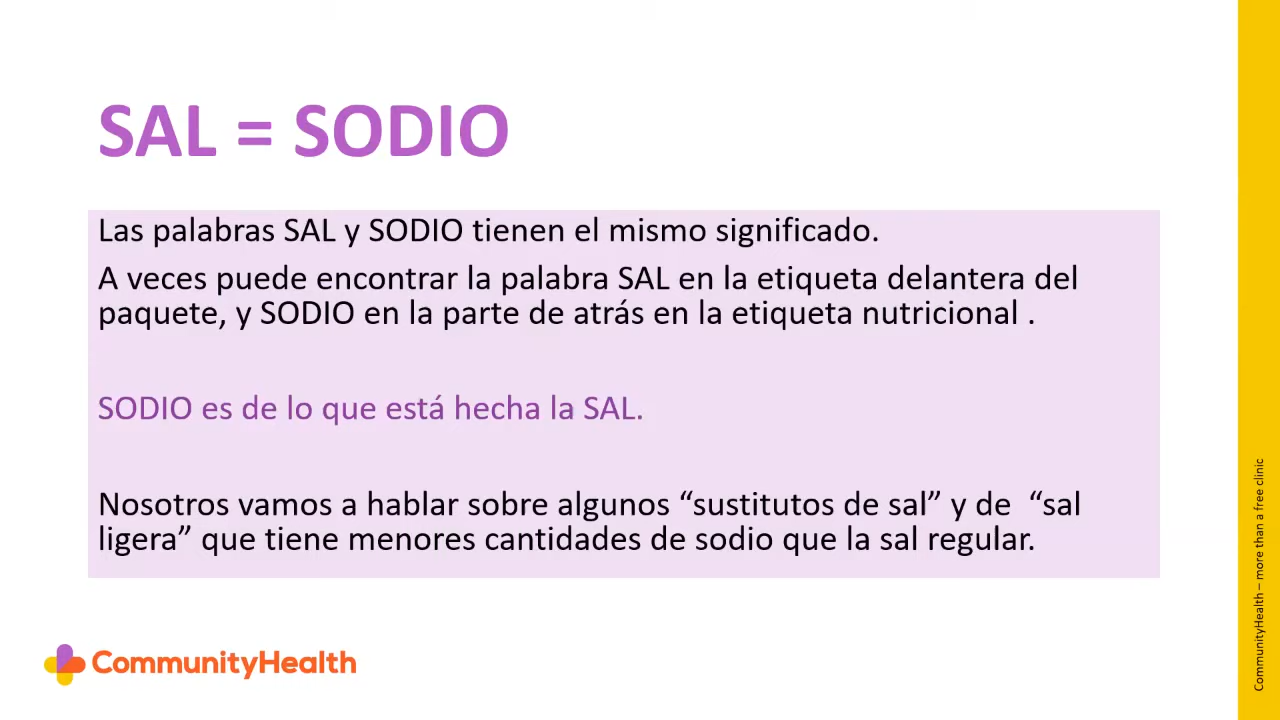 SAL = SODIO
Las palabras SAL y SODIO tienen el mismo significado.
A veces puede encontrar la palabra SAL en la etiqueta delantera del
paquete, y SODIO en la parte de atrás en la etiqueta nutricional .
SODIO es de lo que está hecha la SAL.
Nosotros vamos a hablar sobre algunos “sustitutos de sal” y de  “sal
ligera” que tiene menores cantidades de sodio que la sal regular.
CommunityHealth
CommunityHealth – more than a free clinic